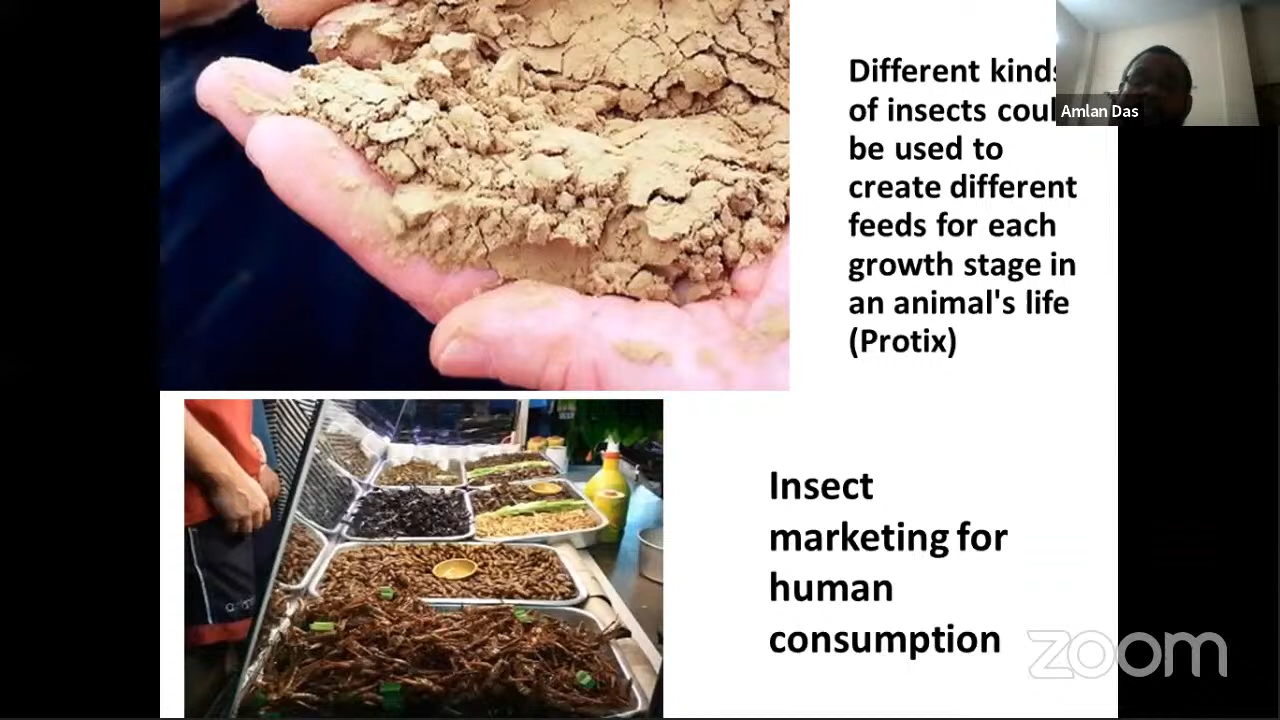 Different kinds
of insects could
be used to
create different
feeds for each
growth stage in
an animal's life
(Protix)
Amlan Das
Insect
marketing for
human
consumption
zoom